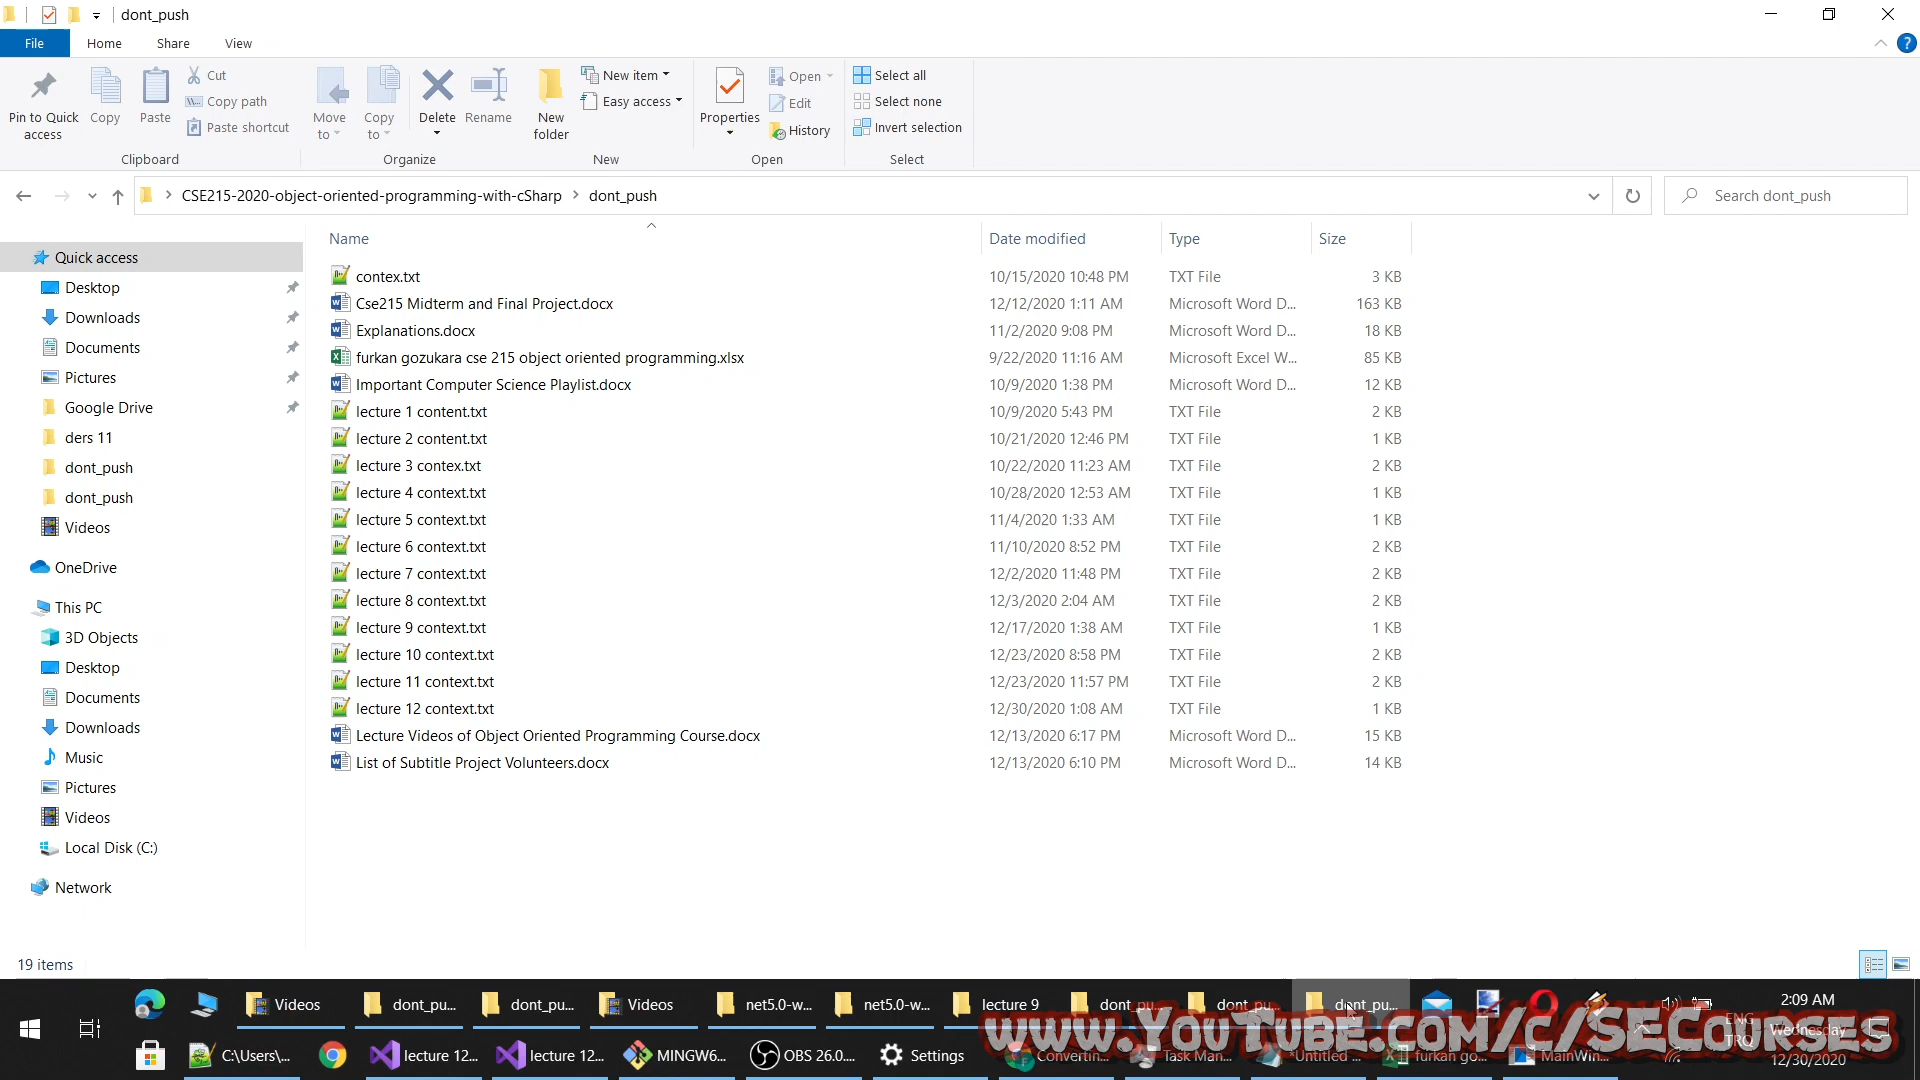 dont_push
File Home Share View
Pin to Quick access
Copy
Paste
Cut
Copy path
Paste shortcut
Clipboard
Move to
Copy to
Delete
Rename
Organize
New folder
New item
Easy access
New
Properties
Open
Edit
History
Open
Select all
Select none
Invert selection
Select
CSE215-2020-object-oriented-programming-with-cSharp > dont_push
Search dont_push
Quick access
Desktop
Downloads
Documents
Pictures
Google Drive
ders 11
dont_push
dont_push
Videos
OneDrive
This PC
3D Objects
Desktop
Documents
Downloads
Music
Pictures
Videos
Local Disk (C:)
Network
Name Date modified Type Size
contex.txt 10/15/2020 10:48 PM TXT File 3 KB
Cse215 Midterm and Final Project.docx 12/12/2020 1:11 AM Microsoft Word D... 163 KB
Explanations.docx 11/2/2020 9:08 PM Microsoft Word D... 18 KB
furkan gozukara cse 215 object oriented programming.xlsx 9/22/2020 11:16 AM Microsoft Excel W... 85 KB
Important Computer Science Playlist.docx 10/9/2020 1:38 PM Microsoft Word D... 12 KB
lecture 1 content.txt 10/9/2020 5:43 PM TXT File 2 KB
lecture 2 content.txt 10/21/2020 12:46 PM TXT File 1 KB
lecture 3 contex.txt 10/22/2020 11:23 AM TXT File 2 KB
lecture 4 context.txt 10/28/2020 12:53 AM TXT File 1 KB
lecture 5 context.txt 11/4/2020 1:33 AM TXT File 1 KB
lecture 6 context.txt 11/10/2020 8:52 PM TXT File 2 KB
lecture 7 context.txt 12/2/2020 11:48 PM TXT File 2 KB
lecture 8 context.txt 12/3/2020 2:04 AM TXT File 2 KB
lecture 9 context.txt 12/17/2020 1:38 AM TXT File 1 KB
lecture 10 context.txt 12/23/2020 8:58 PM TXT File 2 KB
lecture 11 context.txt 12/23/2020 11:57 PM TXT File 2 KB
lecture 12 context.txt 12/30/2020 1:08 AM TXT File 1 KB
Lecture Videos of Object Oriented Programming Course.docx 12/13/2020 6:17 PM Microsoft Word D... 15 KB
List of Subtitle Project Volunteers.docx 12/13/2020 6:10 PM Microsoft Word D... 14 KB
19 items
Videos dont_pu... dont_pu... Videos net5.0-w... net5.0-w... lecture 9 dont_pu... dont_pu... dont_pu... 2:09 AM
www.YouTube.com/c/SECourses
ENG Wednesday
TRQ
C:\Users\... lecture 12... lecture 12... MINGW6... OBS 26.0.... Settings Convertin... Task Man... *Untitled ... furkan go... MainWin... 12/30/2020